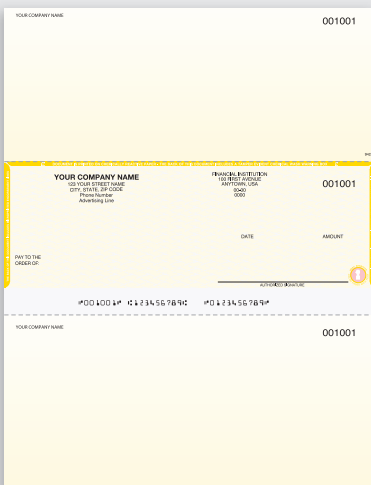 YOUR COMPANY NAME
001001
YOUR COMPANY NAME
123 YOUR STREET NAME
CITY, STATE, ZIP CODE
Phone Number
Advertising Line
FINANCIAL INSTITUTION
100 FIRST AVENUE
ANYTOWN, USA
00-00
0000
001001
DATE AMOUNT
PAY TO THE
ORDER OF:
AUTHORIZED SIGNATURE
⑈001001⑈ ⑆123456789⑆ ⑈0123456789⑈
YOUR COMPANY NAME
001001